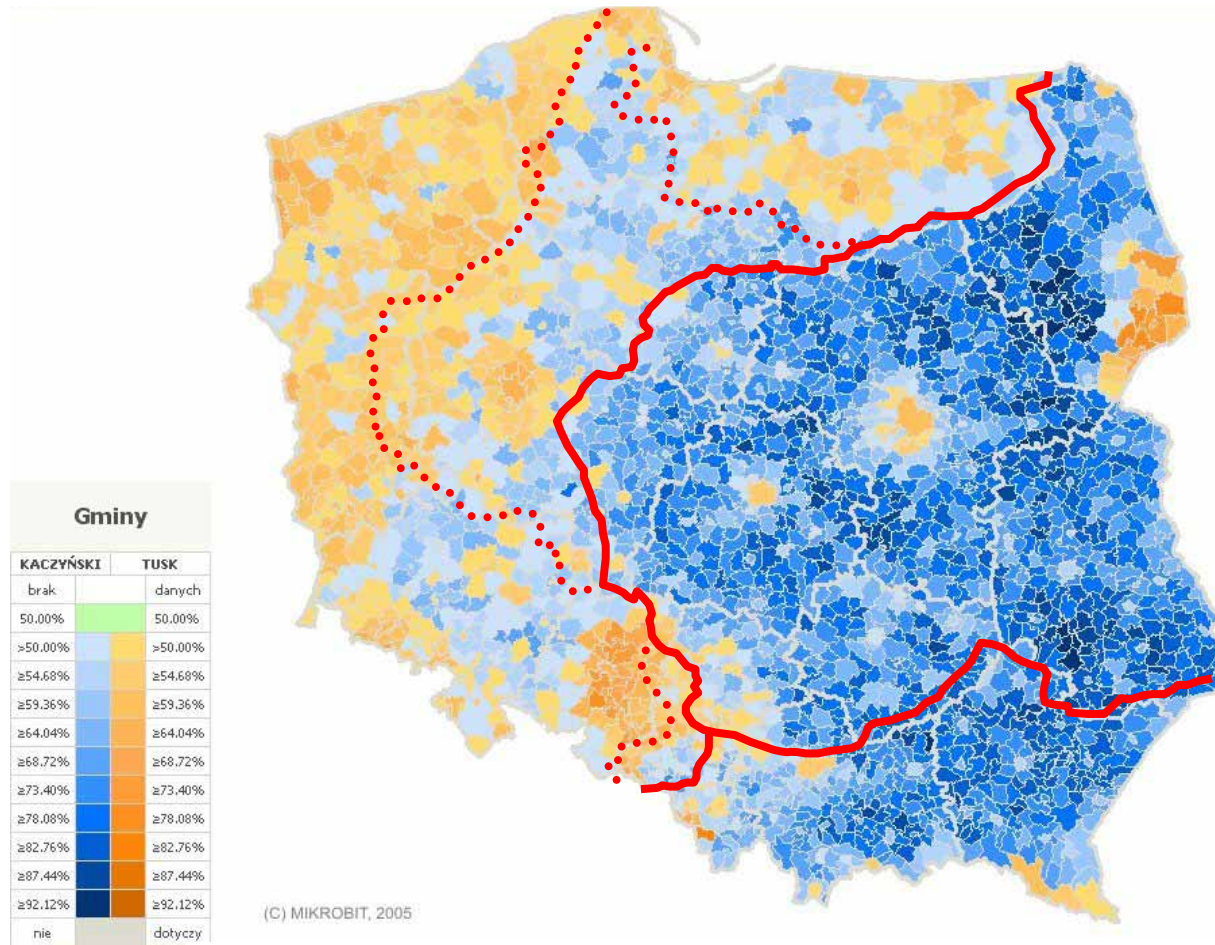 Gminy
KACZYŃSKI TUSK
brak danych
50.00% 50.00%
>50.00% >50.00%
≥54.68% ≥54.68%
≥59.36% ≥59.36%
≥64.04% ≥64.04%
≥68.72% ≥68.72%
≥73.40% ≥73.40%
≥78.08% ≥78.08%
≥82.76% ≥82.76%
≥87.44% ≥87.44%
≥92.12% ≥92.12%
nie dotyczy
(C) MIKROBIT, 2005